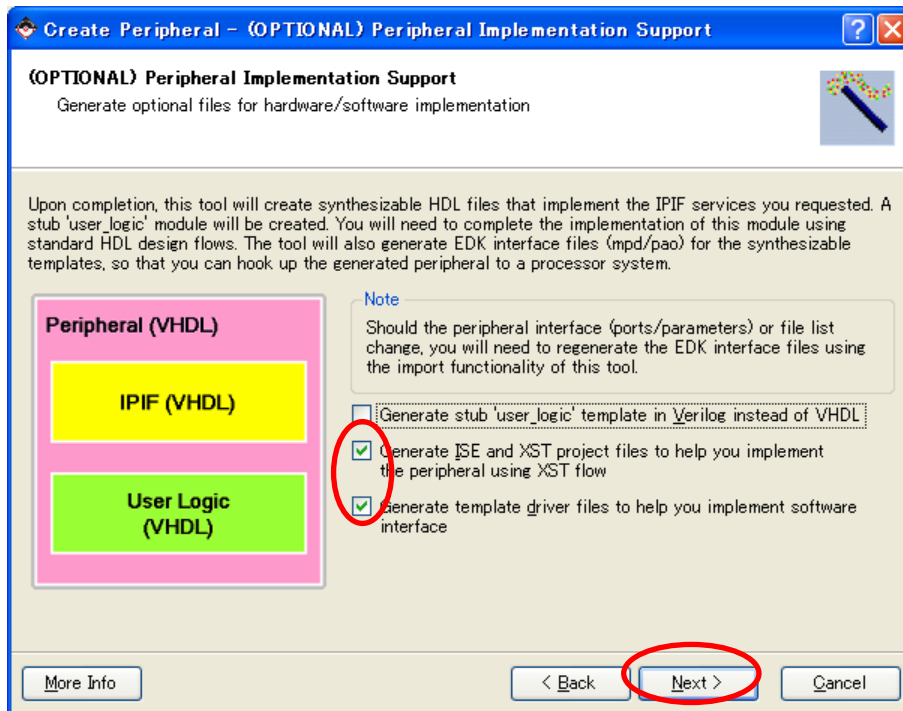 Create Peripheral - (OPTIONAL) Peripheral Implementation Support
(OPTIONAL) Peripheral Implementation Support
Generate optional files for hardware/software implementation
Upon completion, this tool will create synthesizable HDL files that implement the IPIF services you requested. A
stub 'user_logic' module will be created. You will need to complete the implementation of this module using
standard HDL design flows. The tool will also generate EDK interface files (mpd/pao) for the synthesizable
templates, so that you can hook up the generated peripheral to a processor system.
Peripheral (VHDL)
IPIF (VHDL)
User Logic
(VHDL)
Note
Should the peripheral interface (ports/parameters) or file list
change, you will need to regenerate the EDK interface files using
the import functionality of this tool.
Generate stub 'user_logic' template in Verilog instead of VHDL
Generate ISE and XST project files to help you implement
the peripheral using XST flow
Generate template driver files to help you implement software
interface
More Info
< Back
Next >
Cancel